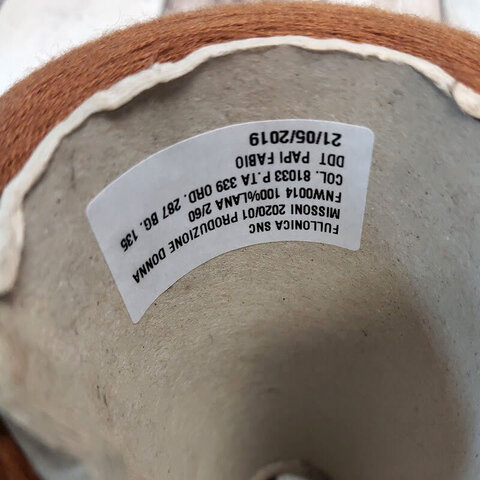 FULLONICA SNC
MISSONI 2020/01 PRODUZIONE DONNA
FNW0014 100%LANA 2/60
COL. 81033 P.TA 339 ORD. 287 BG. 135
DDT PAPI FABIO
21/05/2019